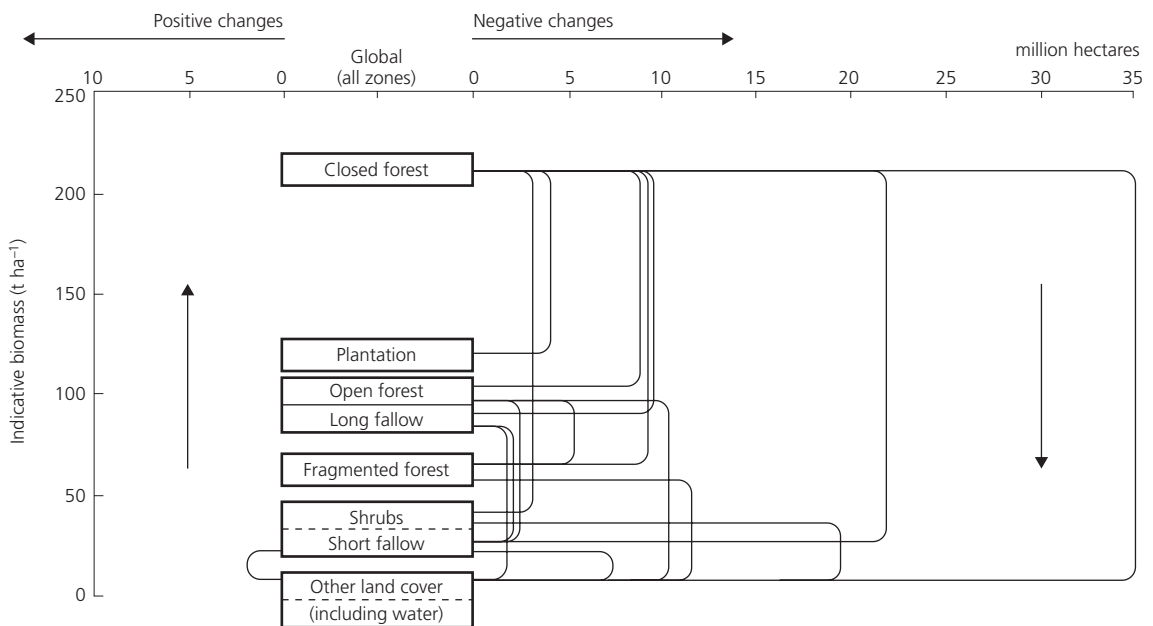 Positive changes
Negative changes
Global
(all zones)
million hectares
10 5 0 0 5 10 15 20 25 30 35
250
200
150
100
50
0
Indicative biomass (t ha⁻¹)
Closed forest
Plantation
Open forest
Long fallow
Fragmented forest
Shrubs
Short fallow
Other land cover
(including water)